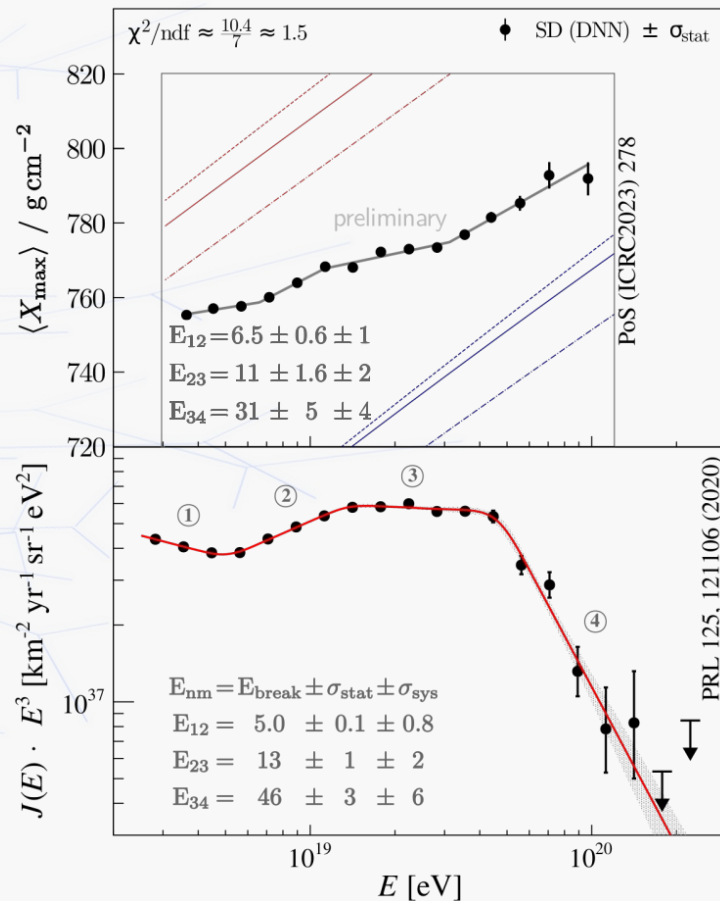 χ²/ndf ≈ 10.4/7 ≈ 1.5
SD (DNN) ± σstat
⟨Xmax⟩ / g cm⁻²
820
800
780
760
740
720
preliminary
E₁₂ = 6.5 ± 0.6 ± 1
E₂₃ = 11 ± 1.6 ± 2
E₃₄ = 31 ± 5 ± 4
PoS (ICRC2023) 278
J(E) · E³ [km⁻² yr⁻¹ sr⁻¹ eV²]
10³⁷
①
②
③
④
Eₙₘ = Ebreak ± σstat ± σsys
E₁₂ = 5.0 ± 0.1 ± 0.8
E₂₃ = 13 ± 1 ± 2
E₃₄ = 46 ± 3 ± 6
PRL 125, 121106 (2020)
10¹⁹
10²⁰
E [eV]